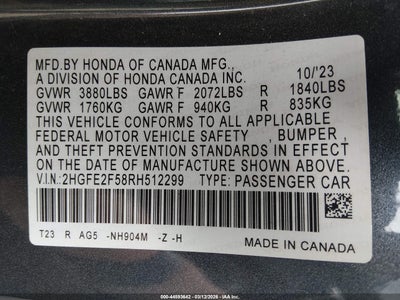 MFD.BY HONDA OF CANADA MFG.,
A DIVISION OF HONDA CANADA INC. 10/'23
GVWR 3880LBS GAWR F 2072LBS R 1840LBS
GVWR 1760KG GAWR F 940KG R 835KG
THIS VEHICLE CONFORMS TO ALL APPLICABLE
FEDERAL MOTOR VEHICLE SAFETY , BUMPER ,
AND THEFT PREVENTION STANDARDS IN EFFECT
ON THE DATE OF MANUFACTURE SHOWN ABOVE.
V.I.N.: 2HGFE2F58RH512299 TYPE: PASSENGER CAR
T23 R AG5 -NH904M -Z -H
MADE IN CANADA
000-44593642 - 03/12/2026 - IAA, Inc.